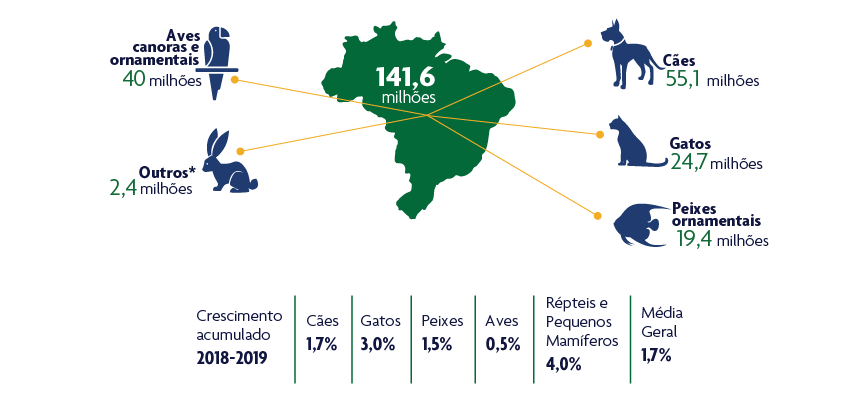 Aves
canoras e
ornamentais
40 milhões
Outros*
2,4 milhões
141,6
milhões
Cães
55,1 milhões
Gatos
24,7 milhões
Peixes
ornamentais
19,4 milhões
Crescimento
acumulado
2018-2019
Cães
1,7%
Gatos
3,0%
Peixes
1,5%
Aves
0,5%
Répteis e
Pequenos
Mamíferos
4,0%
Média
Geral
1,7%